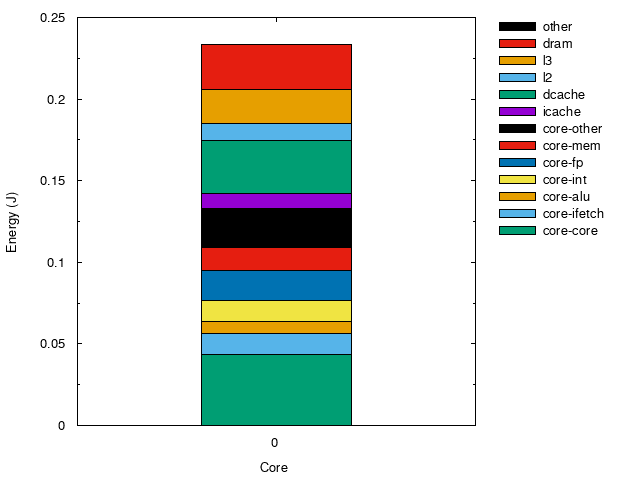 0.25
0.2
0.15
0.1
0.05
0
Energy (J)
0
Core
other
dram
l3
l2
dcache
icache
core-other
core-mem
core-fp
core-int
core-alu
core-ifetch
core-core